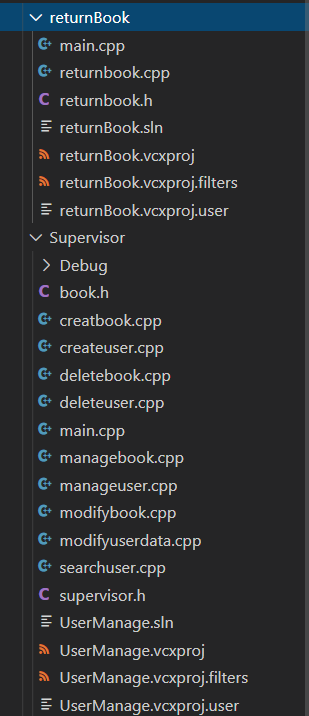 returnBook
main.cpp
returnbook.cpp
returnbook.h
returnBook.sln
returnBook.vcxproj
returnBook.vcxproj.filters
returnBook.vcxproj.user
Supervisor
Debug
book.h
creatbook.cpp
createuser.cpp
deletebook.cpp
deleteuser.cpp
main.cpp
managebook.cpp
manageuser.cpp
modifybook.cpp
modifyuserdata.cpp
searchuser.cpp
supervisor.h
UserManage.sln
UserManage.vcxproj
UserManage.vcxproj.filters
UserManage.vcxproj.user